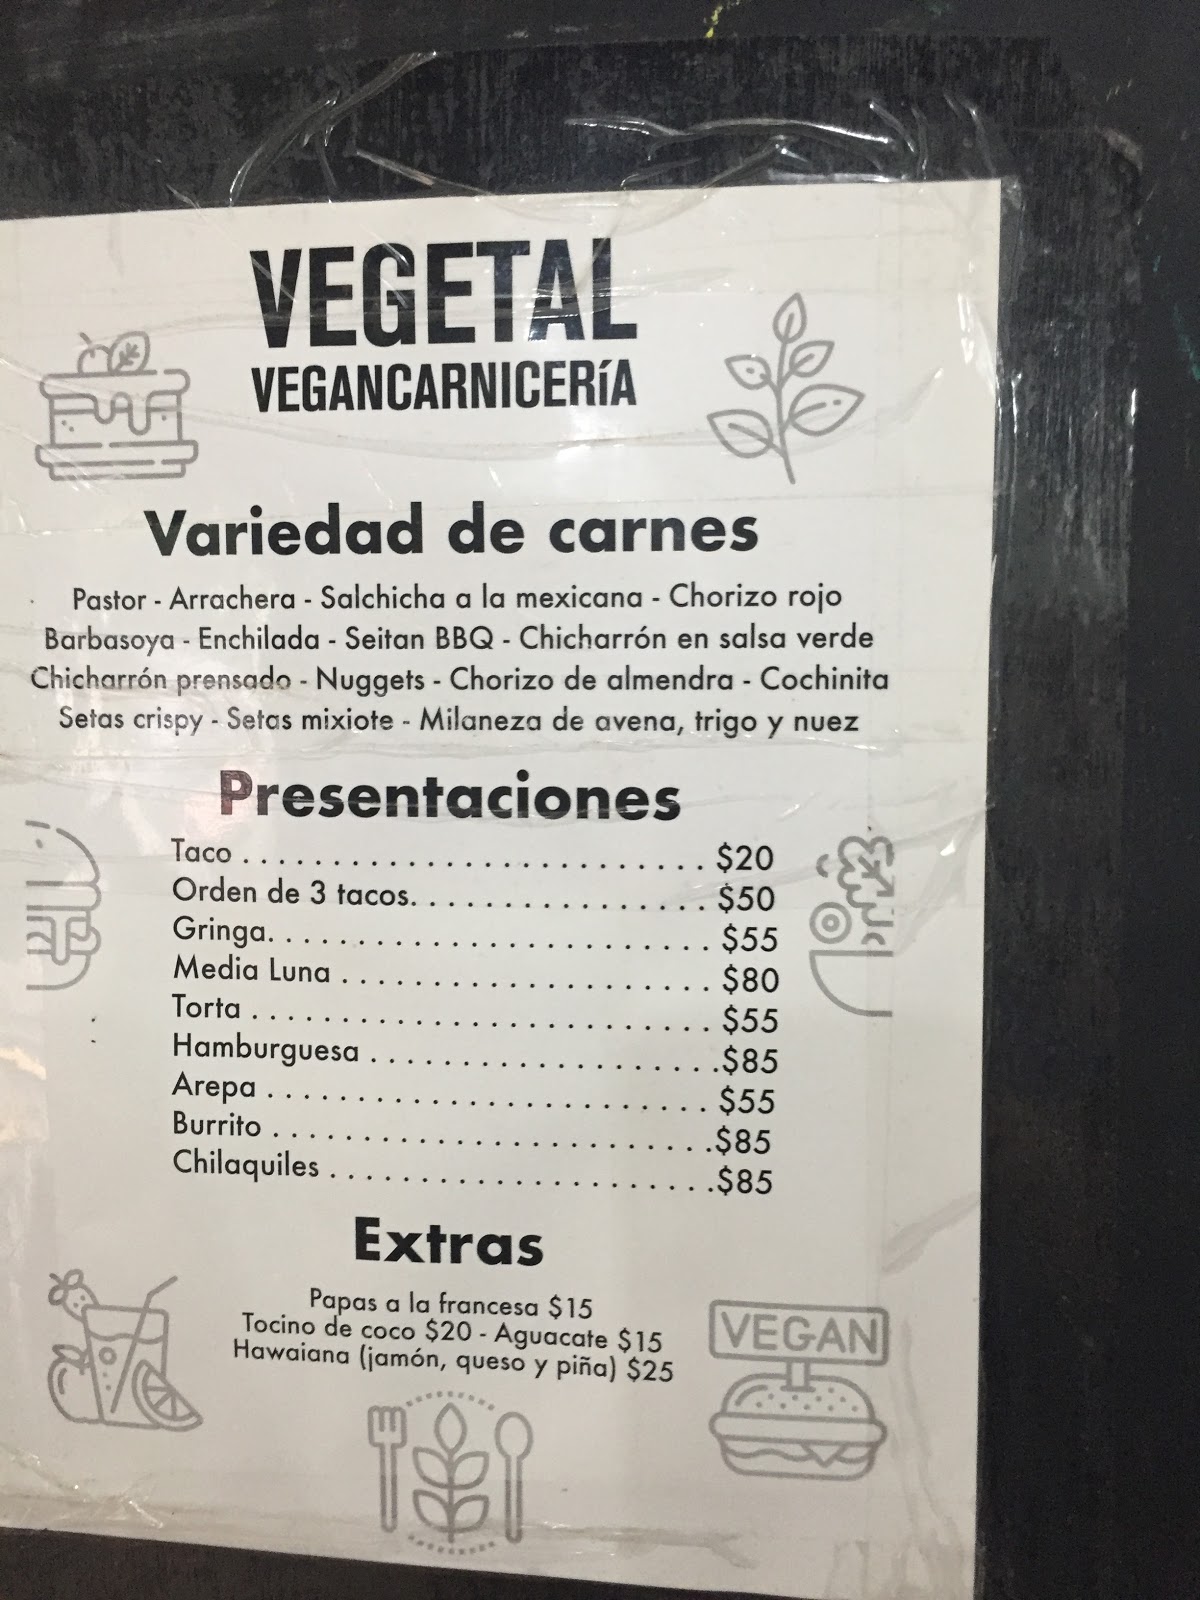 VEGETAL
VEGANCARNICERíA
Variedad de carnes
Pastor - Arrachera - Salchicha a la mexicana - Chorizo rojo
Barbasoya - Enchilada - Seitan BBQ - Chicharrón en salsa verde
Chicharrón prensado - Nuggets - Chorizo de almendra - Cochinita
Setas crispy - Setas mixiote - Milaneza de avena, trigo y nuez
Presentaciones
Taco . . . . . . . . . . . . . . . . . . . . . . . . . . $20
Orden de 3 tacos. . . . . . . . . . . . . . . . . $50
Gringa. . . . . . . . . . . . . . . . . . . . . . . . . $55
Media Luna . . . . . . . . . . . . . . . . . . . . . $80
Torta . . . . . . . . . . . . . . . . . . . . . . . . . . $55
Hamburguesa . . . . . . . . . . . . . . . . . . .$85
Arepa . . . . . . . . . . . . . . . . . . . . . . . . . $55
Burrito . . . . . . . . . . . . . . . . . . . . . . . . .$85
Chilaquiles . . . . . . . . . . . . . . . . . . . . . .$85
Extras
Papas a la francesa $15
Tocino de coco $20 - Aguacate $15
Hawaiana (jamón, queso y piña) $25
VEGAN